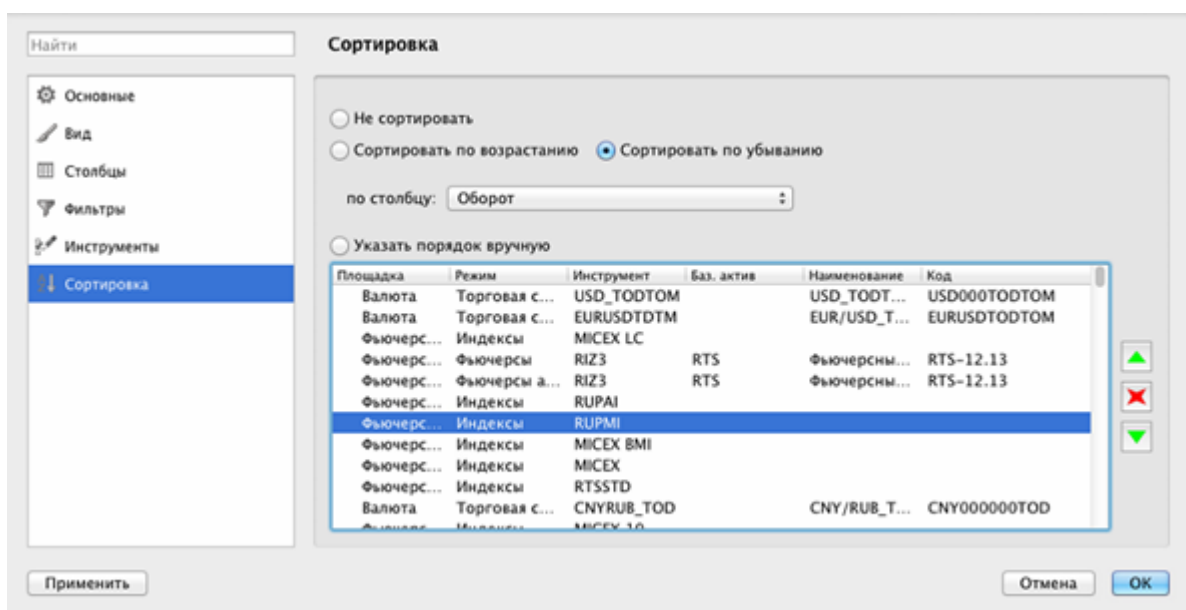 Найти
Сортировка
Основные
Вид
Столбцы
Фильтры
Инструменты
Сортировка
Не сортировать
Сортировать по возрастанию Сортировать по убыванию
по столбцу: Оборот
Указать порядок вручную
Площадка Режим Инструмент Баз. актив Наименование Код
Валюта Торговая с... USD_TODTOM USD_TODT... USD000TODTOM
Валюта Торговая с... EURUSDTDTM EUR/USD_T... EURUSDTODTOM
Фьючерс... Индексы MICEX LC
Фьючерс... Фьючерсы RIZ3 RTS Фьючерсны... RTS-12.13
Фьючерс... Фьючерсы а... RIZ3 RTS Фьючерсны... RTS-12.13
Фьючерс... Индексы RUPAI
Фьючерс... Индексы RUPMI
Фьючерс... Индексы MICEX BMI
Фьючерс... Индексы MICEX
Фьючерс... Индексы RTSSTD
Валюта Торговая с... CNYRUB_TOD CNY/RUB_T... CNY000000TOD
Фьючерс... Индексы MICEX 10
Применить Отмена OK